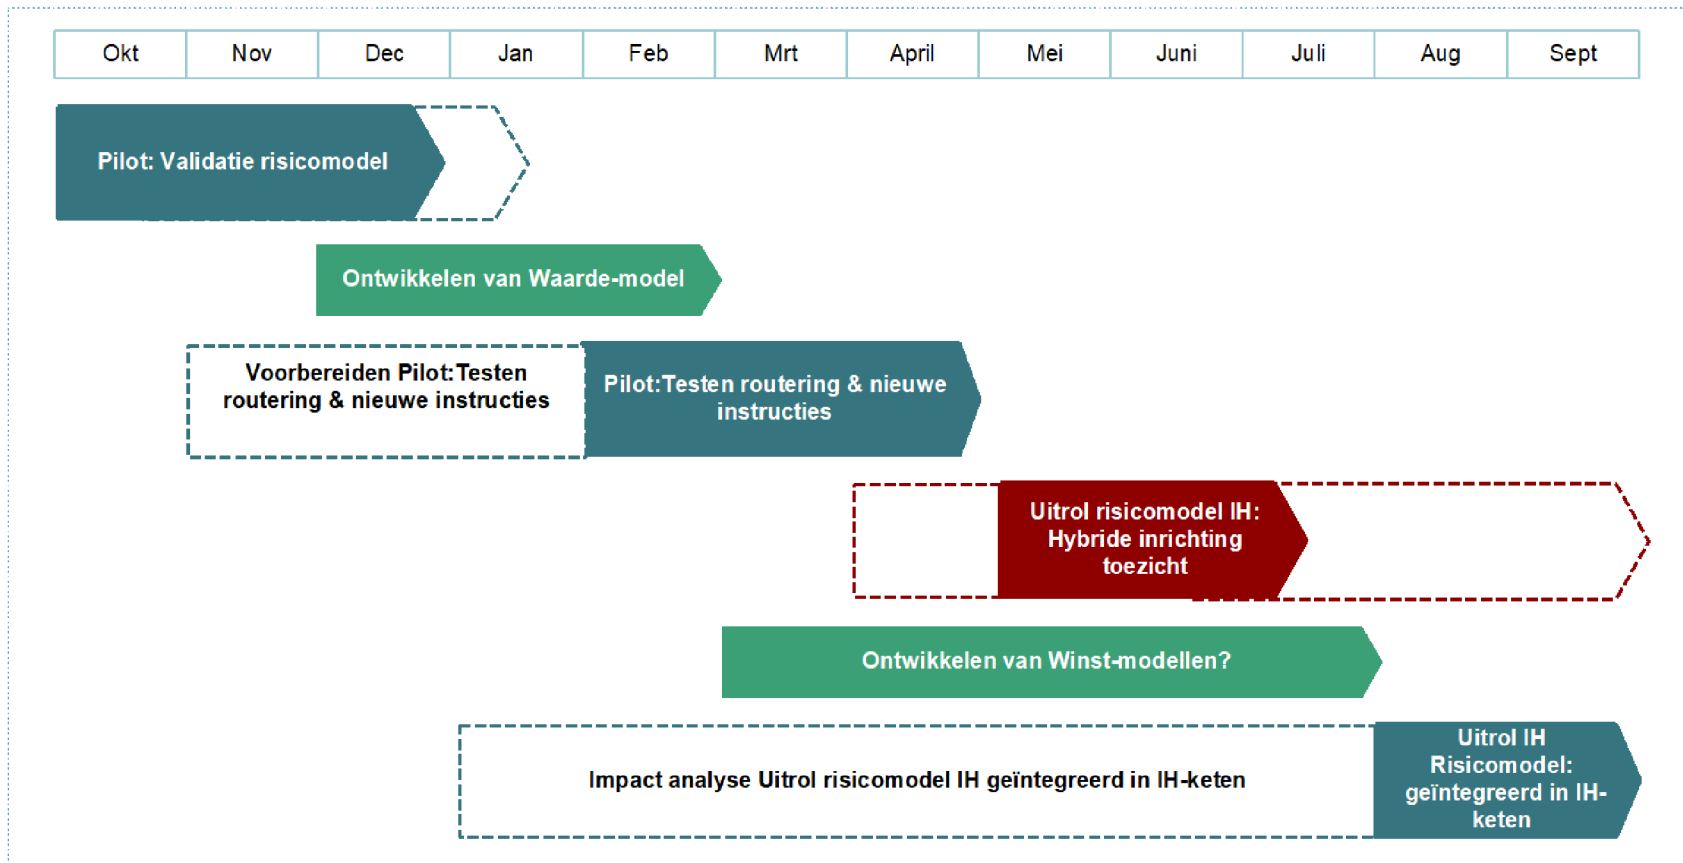 Okt Nov Dec Jan Feb Mrt April Mei Juni Juli Aug Sept
Pilot: Validatie risicomodel
Ontwikkelen van Waarde-model
Voorbereiden Pilot:Testen
routering & nieuwe instructies
Pilot:Testen routering & nieuwe
instructies
Uitrol risicomodel IH:
Hybride inrichting
toezicht
Ontwikkelen van Winst-modellen?
Impact analyse Uitrol risicomodel IH geïntegreerd in IH-keten
Uitrol IH
Risicomodel:
geïntegreerd in IH-
keten